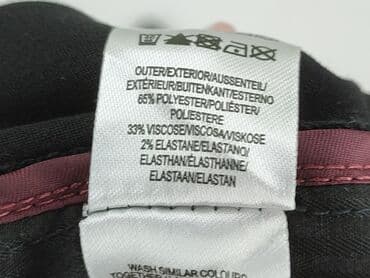 OUTER/EXTERIOR/AUSSENTEIL/
EXTÉRIEUR/BUITENKANT/ESTERNO
65% POLYESTER/POLIÉSTER/
POLIESTERE
33% VISCOSE/VISCOSA/VISKOSE
2% ELASTANE/ELASTANO/
ELASTHAN/ÉLASTHANNE/
ELASTAAN/ELASTAN
WASH SIMILAR COLOURS